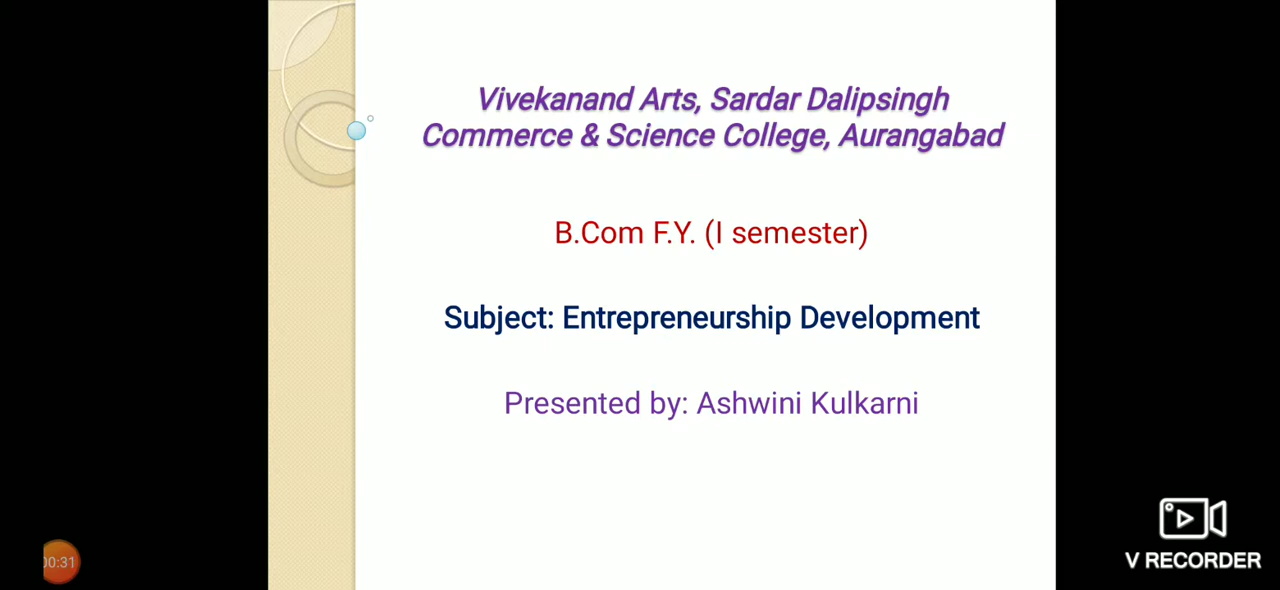 Vivekanand Arts, Sardar Dalipsingh
Commerce & Science College, Aurangabad
B.Com F.Y. (I semester)
Subject: Entrepreneurship Development
Presented by: Ashwini Kulkarni
00:31
V RECORDER